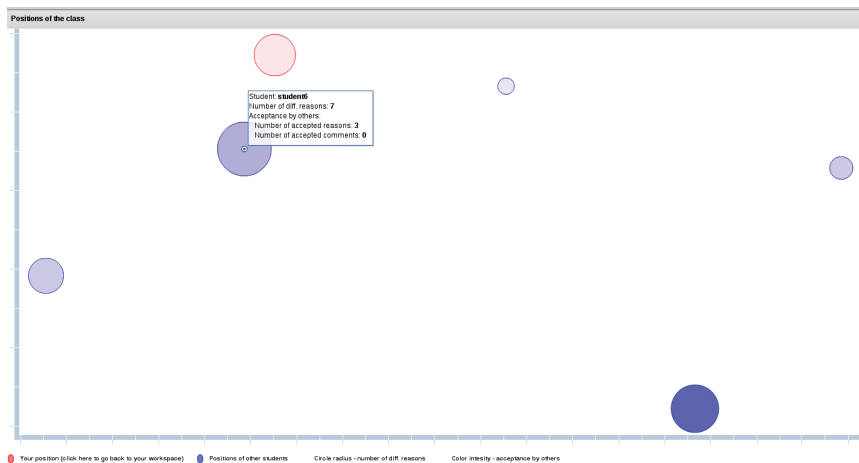 Positions of the class
Student: student6
Number of diff. reasons: 7
Acceptance by others:
Number of accepted reasons: 3
Number of accepted comments: 0
Your position (click here to go back to your workspace) Positions of other students Circle radius - number of diff. reasons Color intesity - acceptance by others